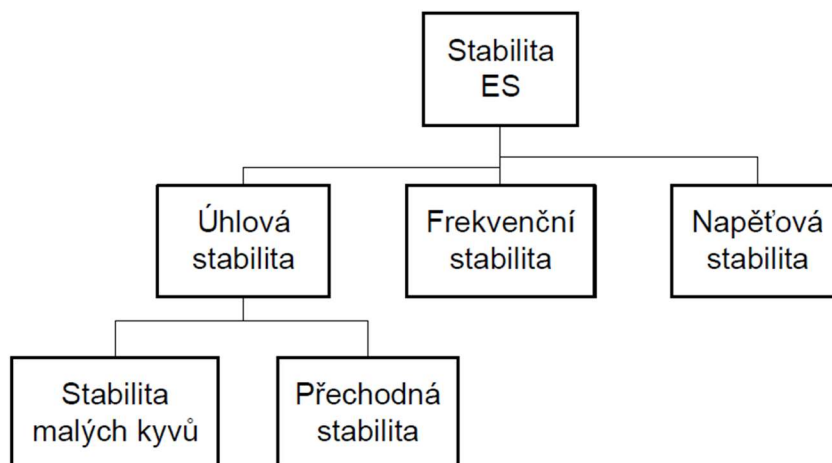 Stabilita
ES
Úhlová
stabilita
Frekvenční
stabilita
Napěťová
stabilita
Stabilita
malých kyvů
Přechodná
stabilita